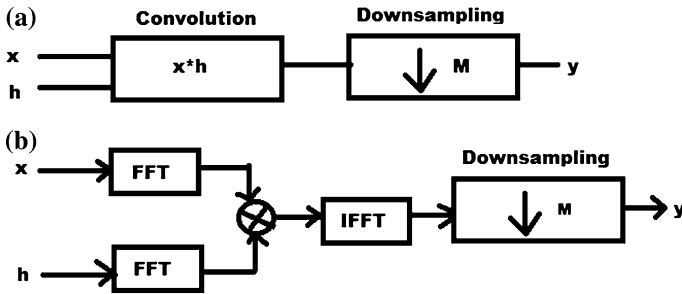 (a)
Convolution
Downsampling
x
h
x*h
M
y
(b)
x
FFT
Downsampling
IFFT
M
y
h
FFT